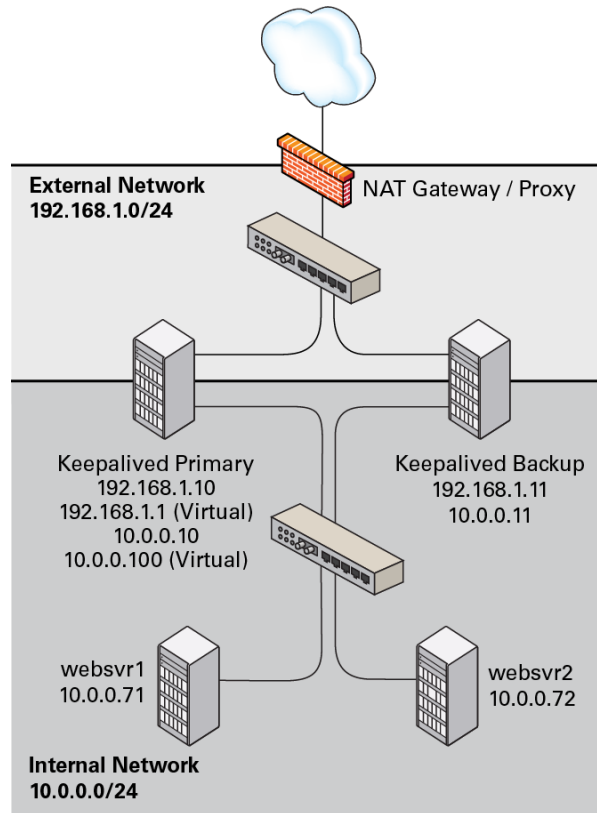 External Network
192.168.1.0/24
NAT Gateway / Proxy
Keepalived Primary
192.168.1.10
192.168.1.1 (Virtual)
10.0.0.10
10.0.0.100 (Virtual)
Keepalived Backup
192.168.1.11
10.0.0.11
websvr1
10.0.0.71
websvr2
10.0.0.72
Internal Network
10.0.0.0/24